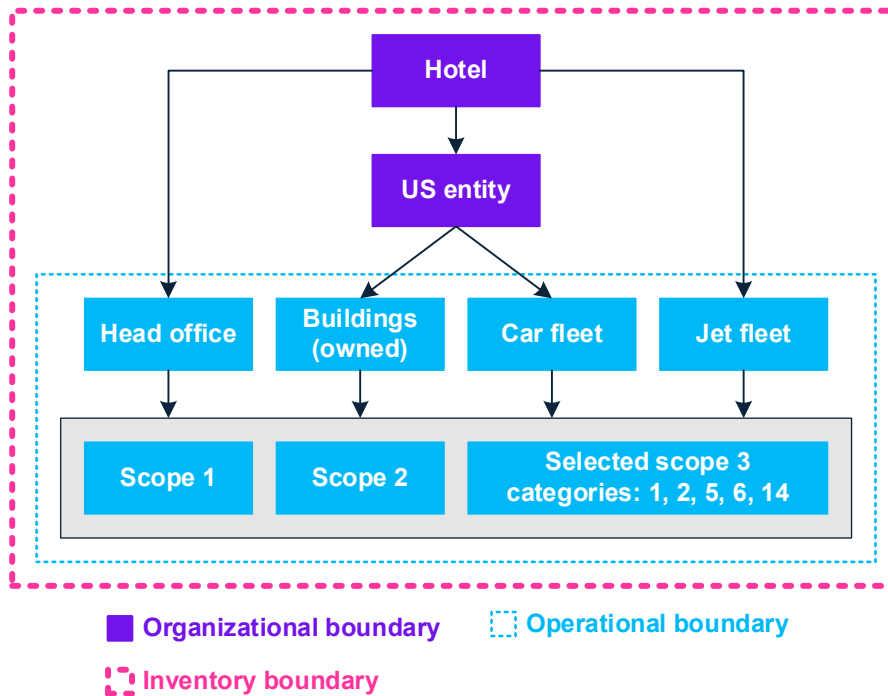 Hotel
US entity
Head office
Buildings
(owned)
Car fleet
Jet fleet
Scope 1
Scope 2
Selected scope 3
categories: 1, 2, 5, 6, 14
Organizational boundary
Operational boundary
Inventory boundary